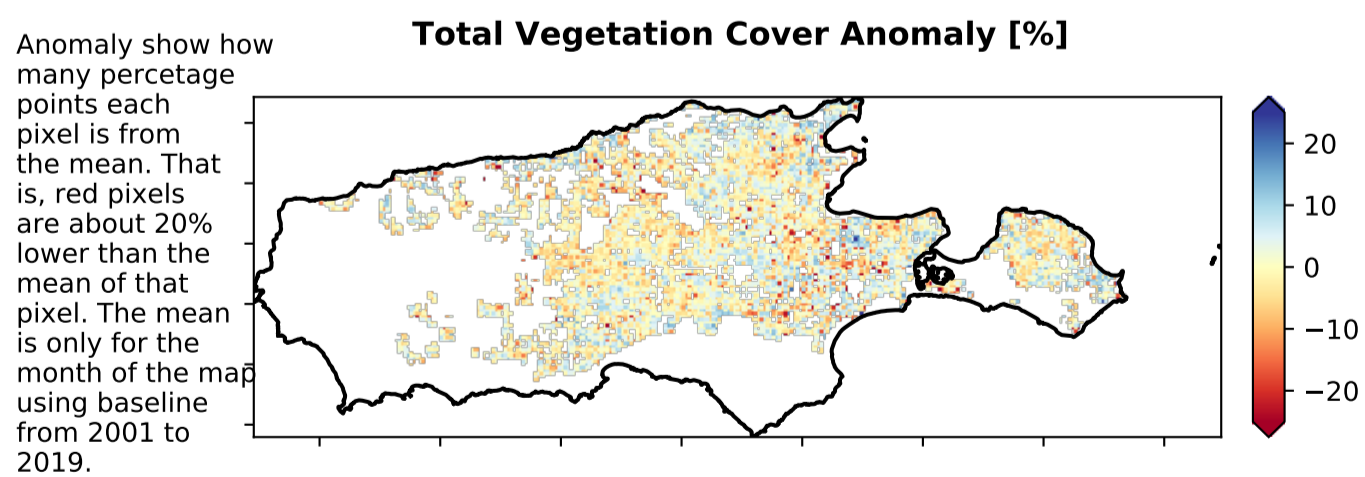 Total Vegetation Cover Anomaly [%]
Anomaly show how
many percetage
points each
pixel is from
the mean. That
is, red pixels
are about 20%
lower than the
mean of that
pixel. The mean
is only for the
month of the map
using baseline
from 2001 to
2019.
20
10
0
−10
−20